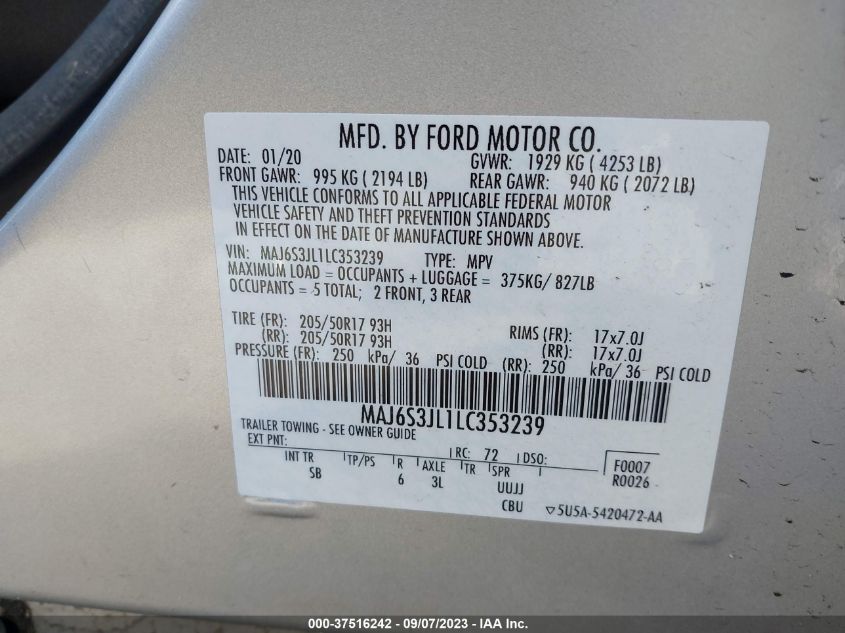 MFD. BY FORD MOTOR CO.
DATE: 01/20 GVWR: 1929 KG ( 4253 LB)
FRONT GAWR: 995 KG ( 2194 LB) REAR GAWR: 940 KG ( 2072 LB)
THIS VEHICLE CONFORMS TO ALL APPLICABLE FEDERAL MOTOR
VEHICLE SAFETY AND THEFT PREVENTION STANDARDS
IN EFFECT ON THE DATE OF MANUFACTURE SHOWN ABOVE.
VIN: MAJ6S3JL1LC353239 TYPE: MPV
MAXIMUM LOAD = OCCUPANTS + LUGGAGE = 375KG/ 827LB
OCCUPANTS = 5 TOTAL; 2 FRONT, 3 REAR
TIRE (FR): 205/50R17 93H RIMS (FR): 17x7.0J
(RR): 205/50R17 93H (RR): 17x7.0J
PRESSURE (FR): 250 kPa/ 36 PSI COLD (RR): 250 kPa/ 36 PSI COLD
MAJ6S3JL1LC353239
TRAILER TOWING - SEE OWNER GUIDE
EXT PNT: RC: 72 DSO: F0007
INT TR TP/PS R AXLE TR SPR R0026
SB 6 3L UUJJ
CBU ▽5U5A-5420472-AA
000-37516242 - 09/07/2023 - IAA Inc.